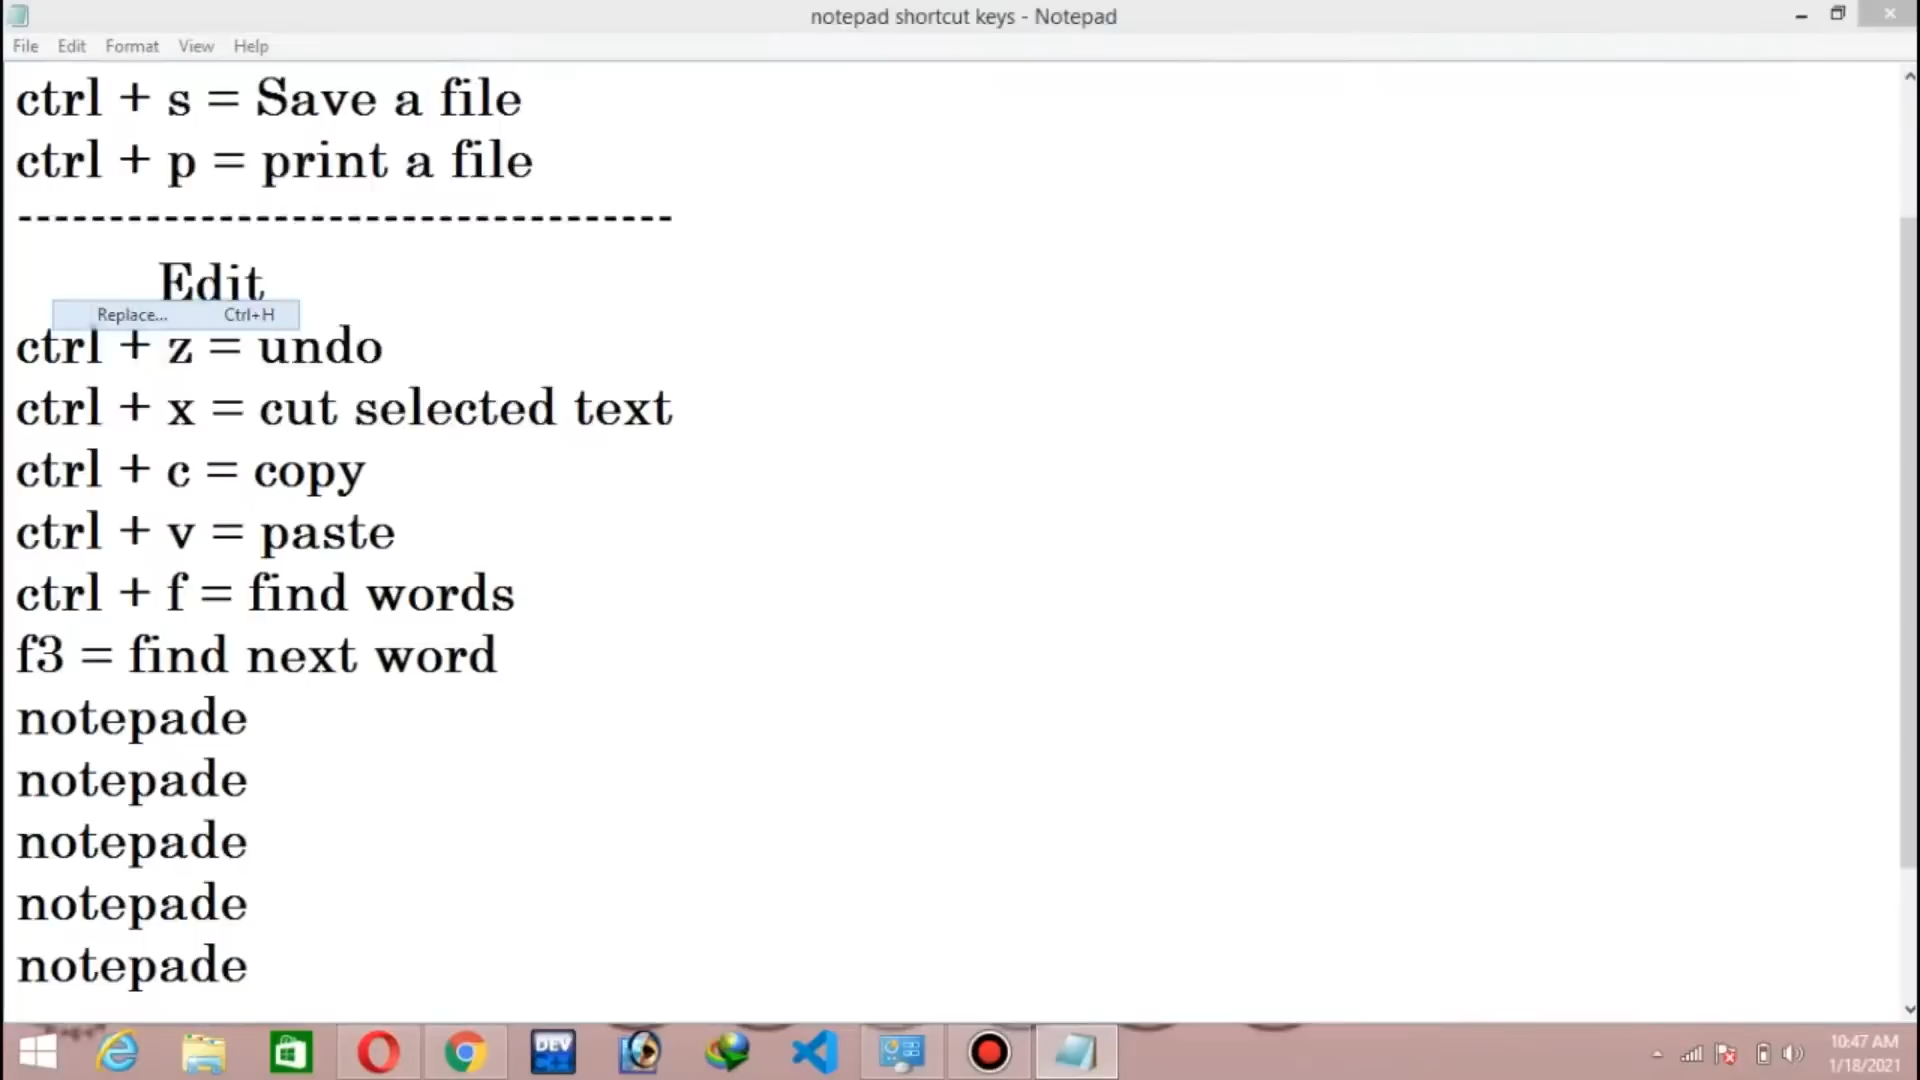 notepad shortcut keys - Notepad
File Edit Format View Help
ctrl + s = Save a file
ctrl + p = print a file
------------------------------------
Edit
Replace... Ctrl+H
ctrl + z = undo
ctrl + x = cut selected text
ctrl + c = copy
ctrl + v = paste
ctrl + f = find words
f3 = find next word
notepade
notepade
notepade
notepade
notepade
DEV
10:47 AM
1/18/2021